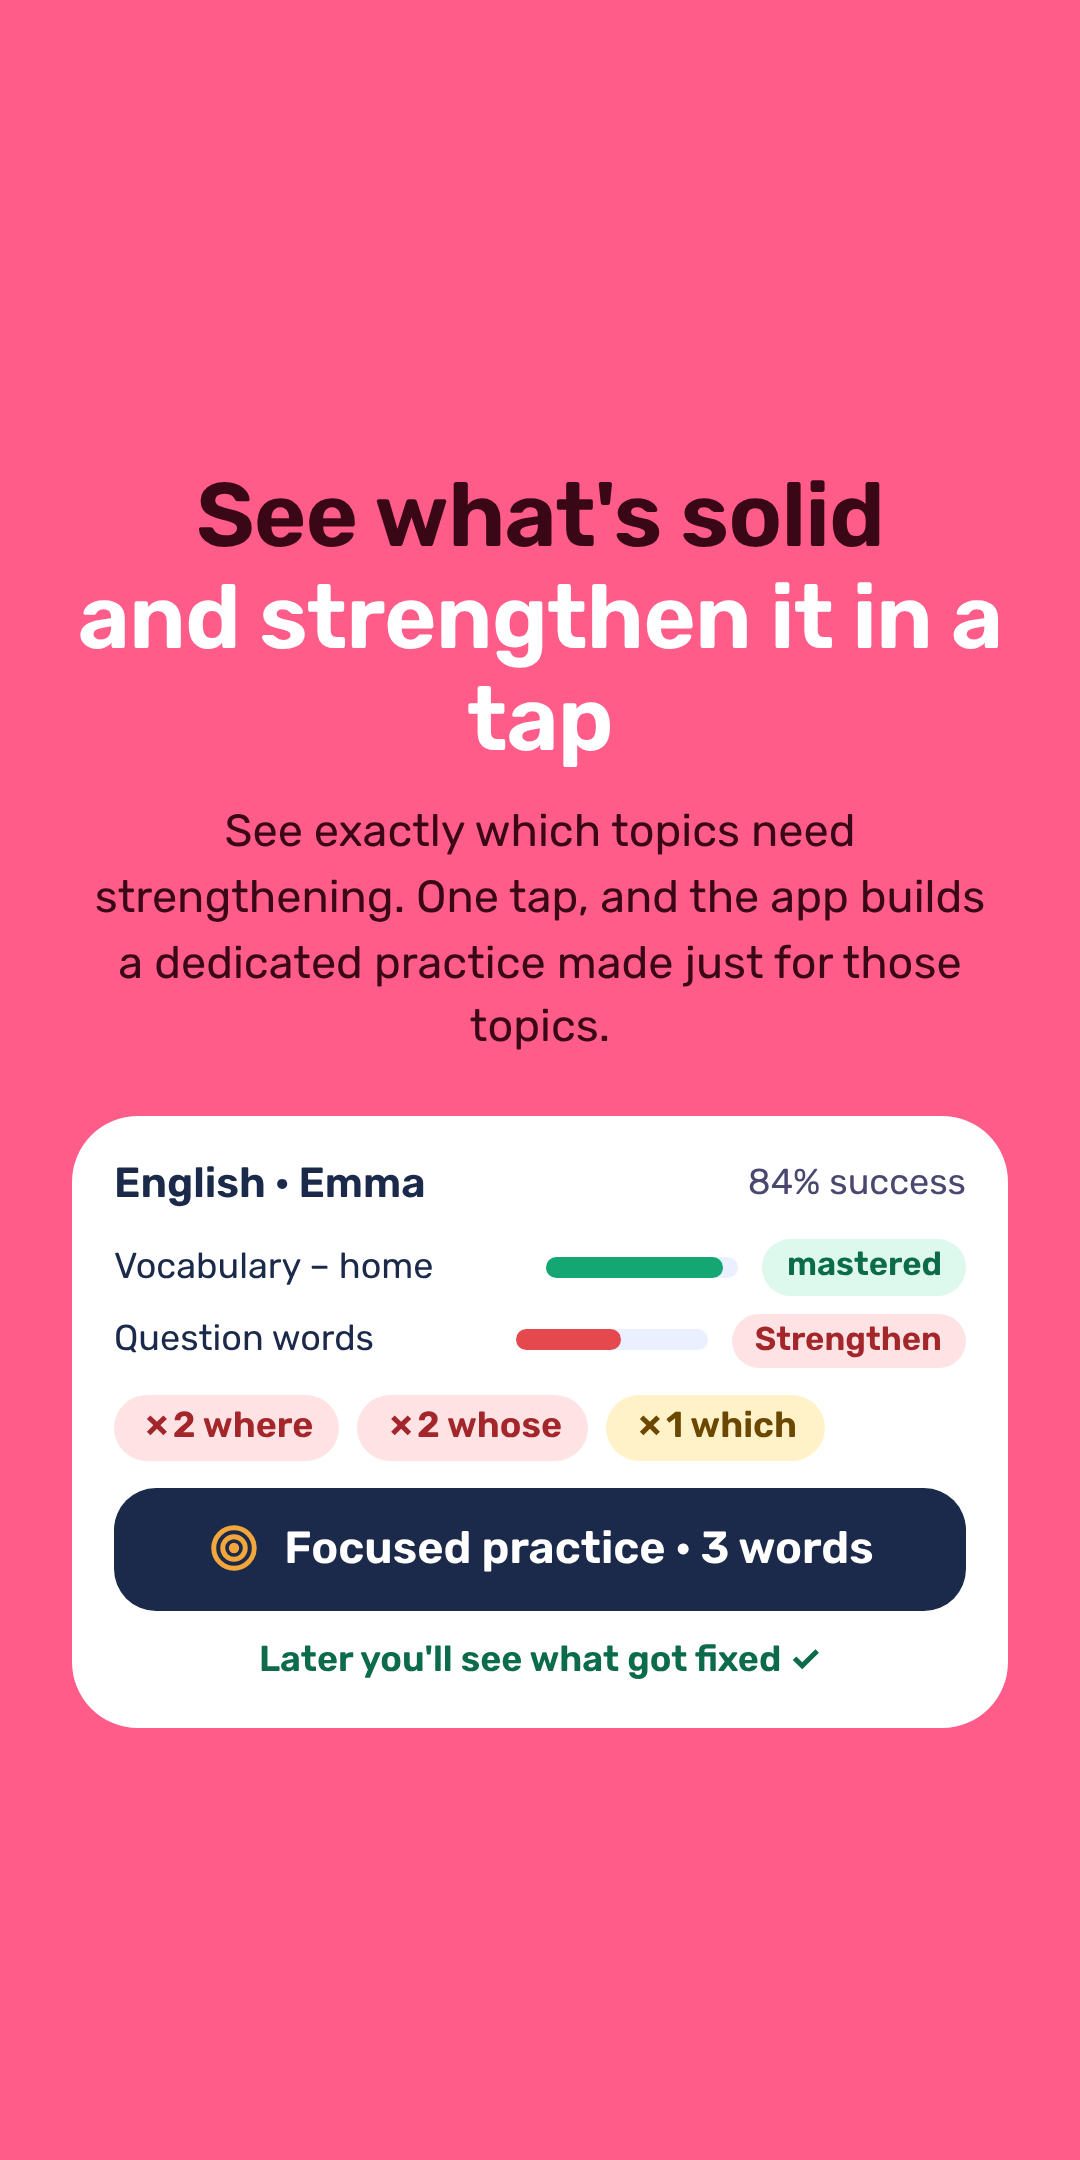 See what's solid
and strengthen it in a
tap
See exactly which topics need
strengthening. One tap, and the app builds
a dedicated practice made just for those
topics.
English • Emma 84% success
Vocabulary – home mastered
Question words Strengthen
×2 where ×2 whose ×1 which
Focused practice • 3 words
Later you'll see what got fixed ✓